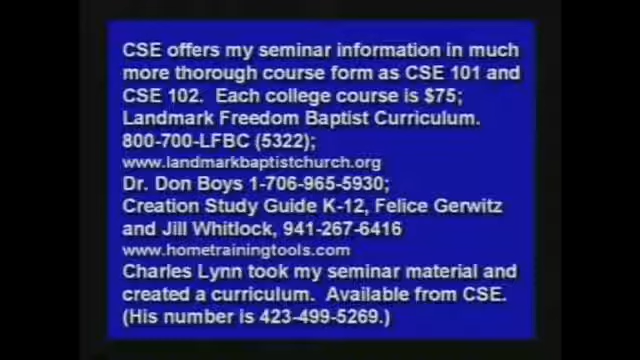 CSE offers my seminar information in much
more thorough course form as CSE 101 and
CSE 102.  Each college course is $75;
Landmark Freedom Baptist Curriculum.
800-700-LFBC (5322);
www.landmarkbaptistchurch.org
Dr. Don Boys 1-706-965-5930;
Creation Study Guide K-12, Felice Gerwitz
and Jill Whitlock, 941-267-6416
www.hometrainingtools.com
Charles Lynn took my seminar material and
created a curriculum.  Available from CSE.
(His number is 423-499-5269.)